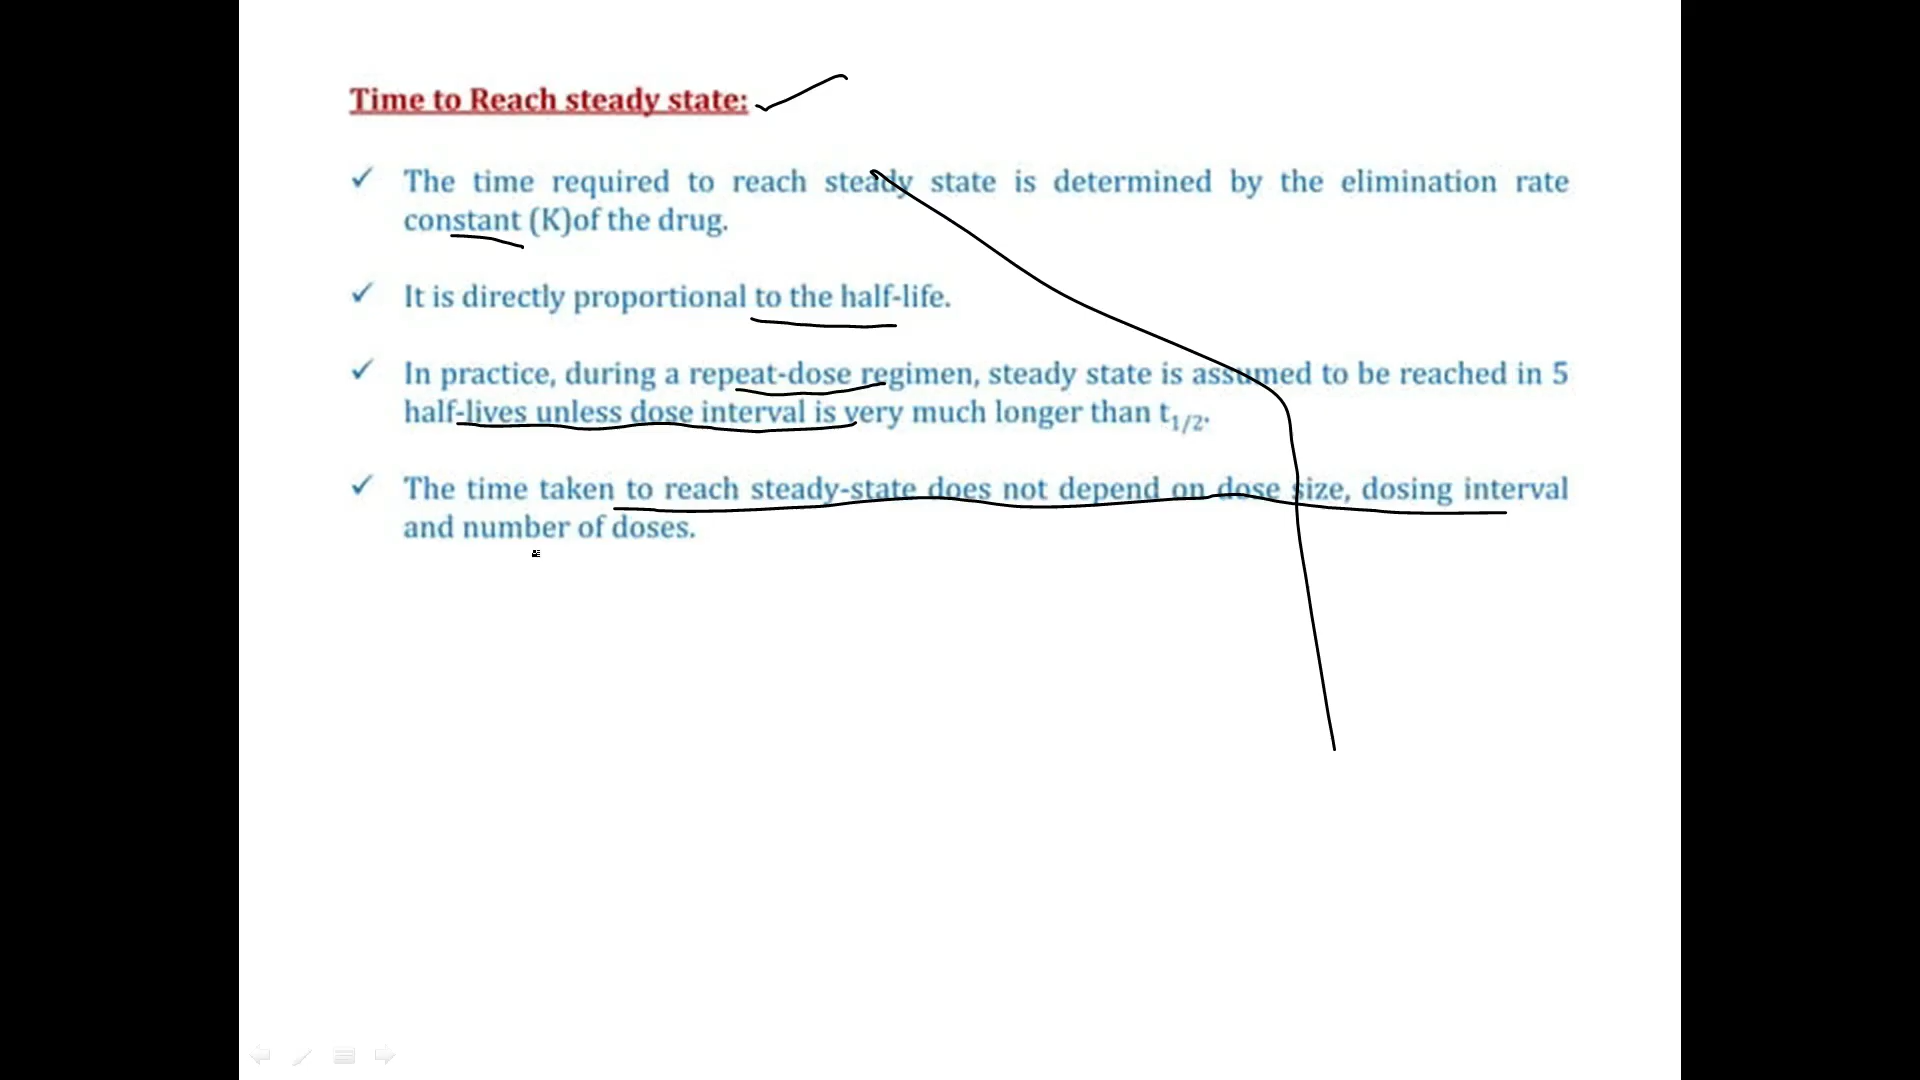 Time to Reach steady state:
✓ The time required to reach steady state is determined by the elimination rate
constant (K)of the drug.
✓ It is directly proportional to the half-life.
✓ In practice, during a repeat-dose regimen, steady state is assumed to be reached in 5
half-lives unless dose interval is very much longer than t1/2.
✓ The time taken to reach steady-state does not depend on dose size, dosing interval
and number of doses.